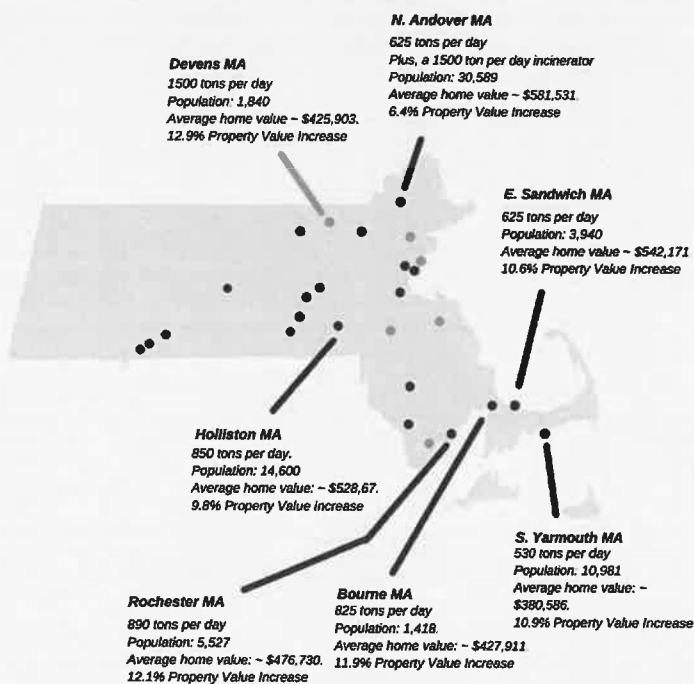 N. Andover MA
625 tons per day
Plus, a 1500 ton per day incinerator
Population: 30,589
Average home value ~ $581,531.
6.4% Property Value Increase
Devens MA
1500 tons per day
Population: 1,840
Average home value ~ $425,903.
12.9% Property Value Increase
E. Sandwich MA
625 tons per day
Population: 3,940
Average home value ~ $542,171
10.6% Property Value Increase
Holliston MA
850 tons per day.
Population: 14,600
Average home value: ~ $528,67.
9.8% Property Value Increase
S. Yarmouth MA
530 tons per day
Population: 10,981
Average home value: ~
$380,586.
10.9% Property Value Increase
Rochester MA
890 tons per day
Population: 5,527
Average home value: ~ $476,730.
12.1% Property Value Increase
Bourne MA
825 tons per day
Population: 1,418.
Average home value: ~ $427,911
11.9% Property Value Increase